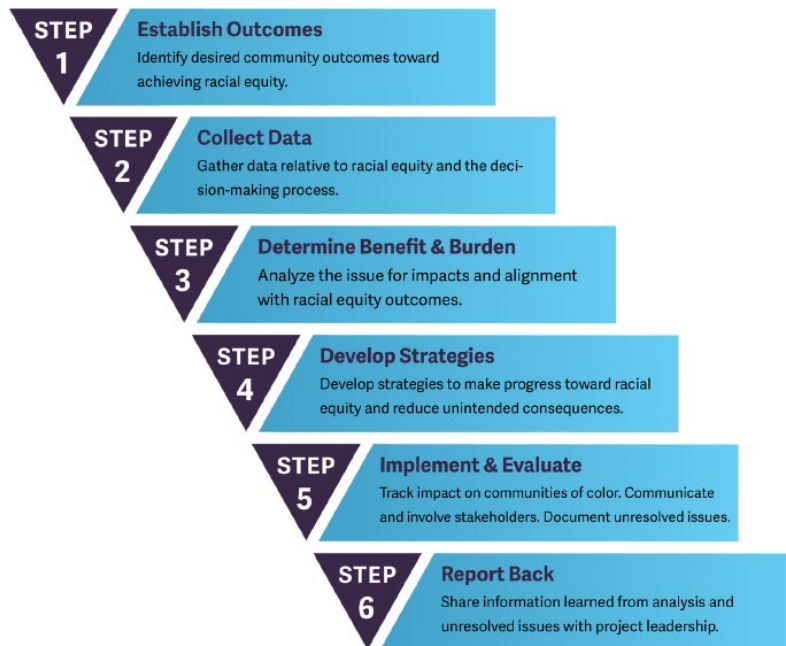 STEP
1
Establish Outcomes
Identify desired community outcomes toward
achieving racial equity.
STEP
2
Collect Data
Gather data relative to racial equity and the deci-
sion-making process.
STEP
3
Determine Benefit & Burden
Analyze the issue for impacts and alignment
with racial equity outcomes.
STEP
4
Develop Strategies
Develop strategies to make progress toward racial
equity and reduce unintended consequences.
STEP
5
Implement & Evaluate
Track impact on communities of color. Communicate
and involve stakeholders. Document unresolved issues.
STEP
6
Report Back
Share information learned from analysis and
unresolved issues with project leadership.